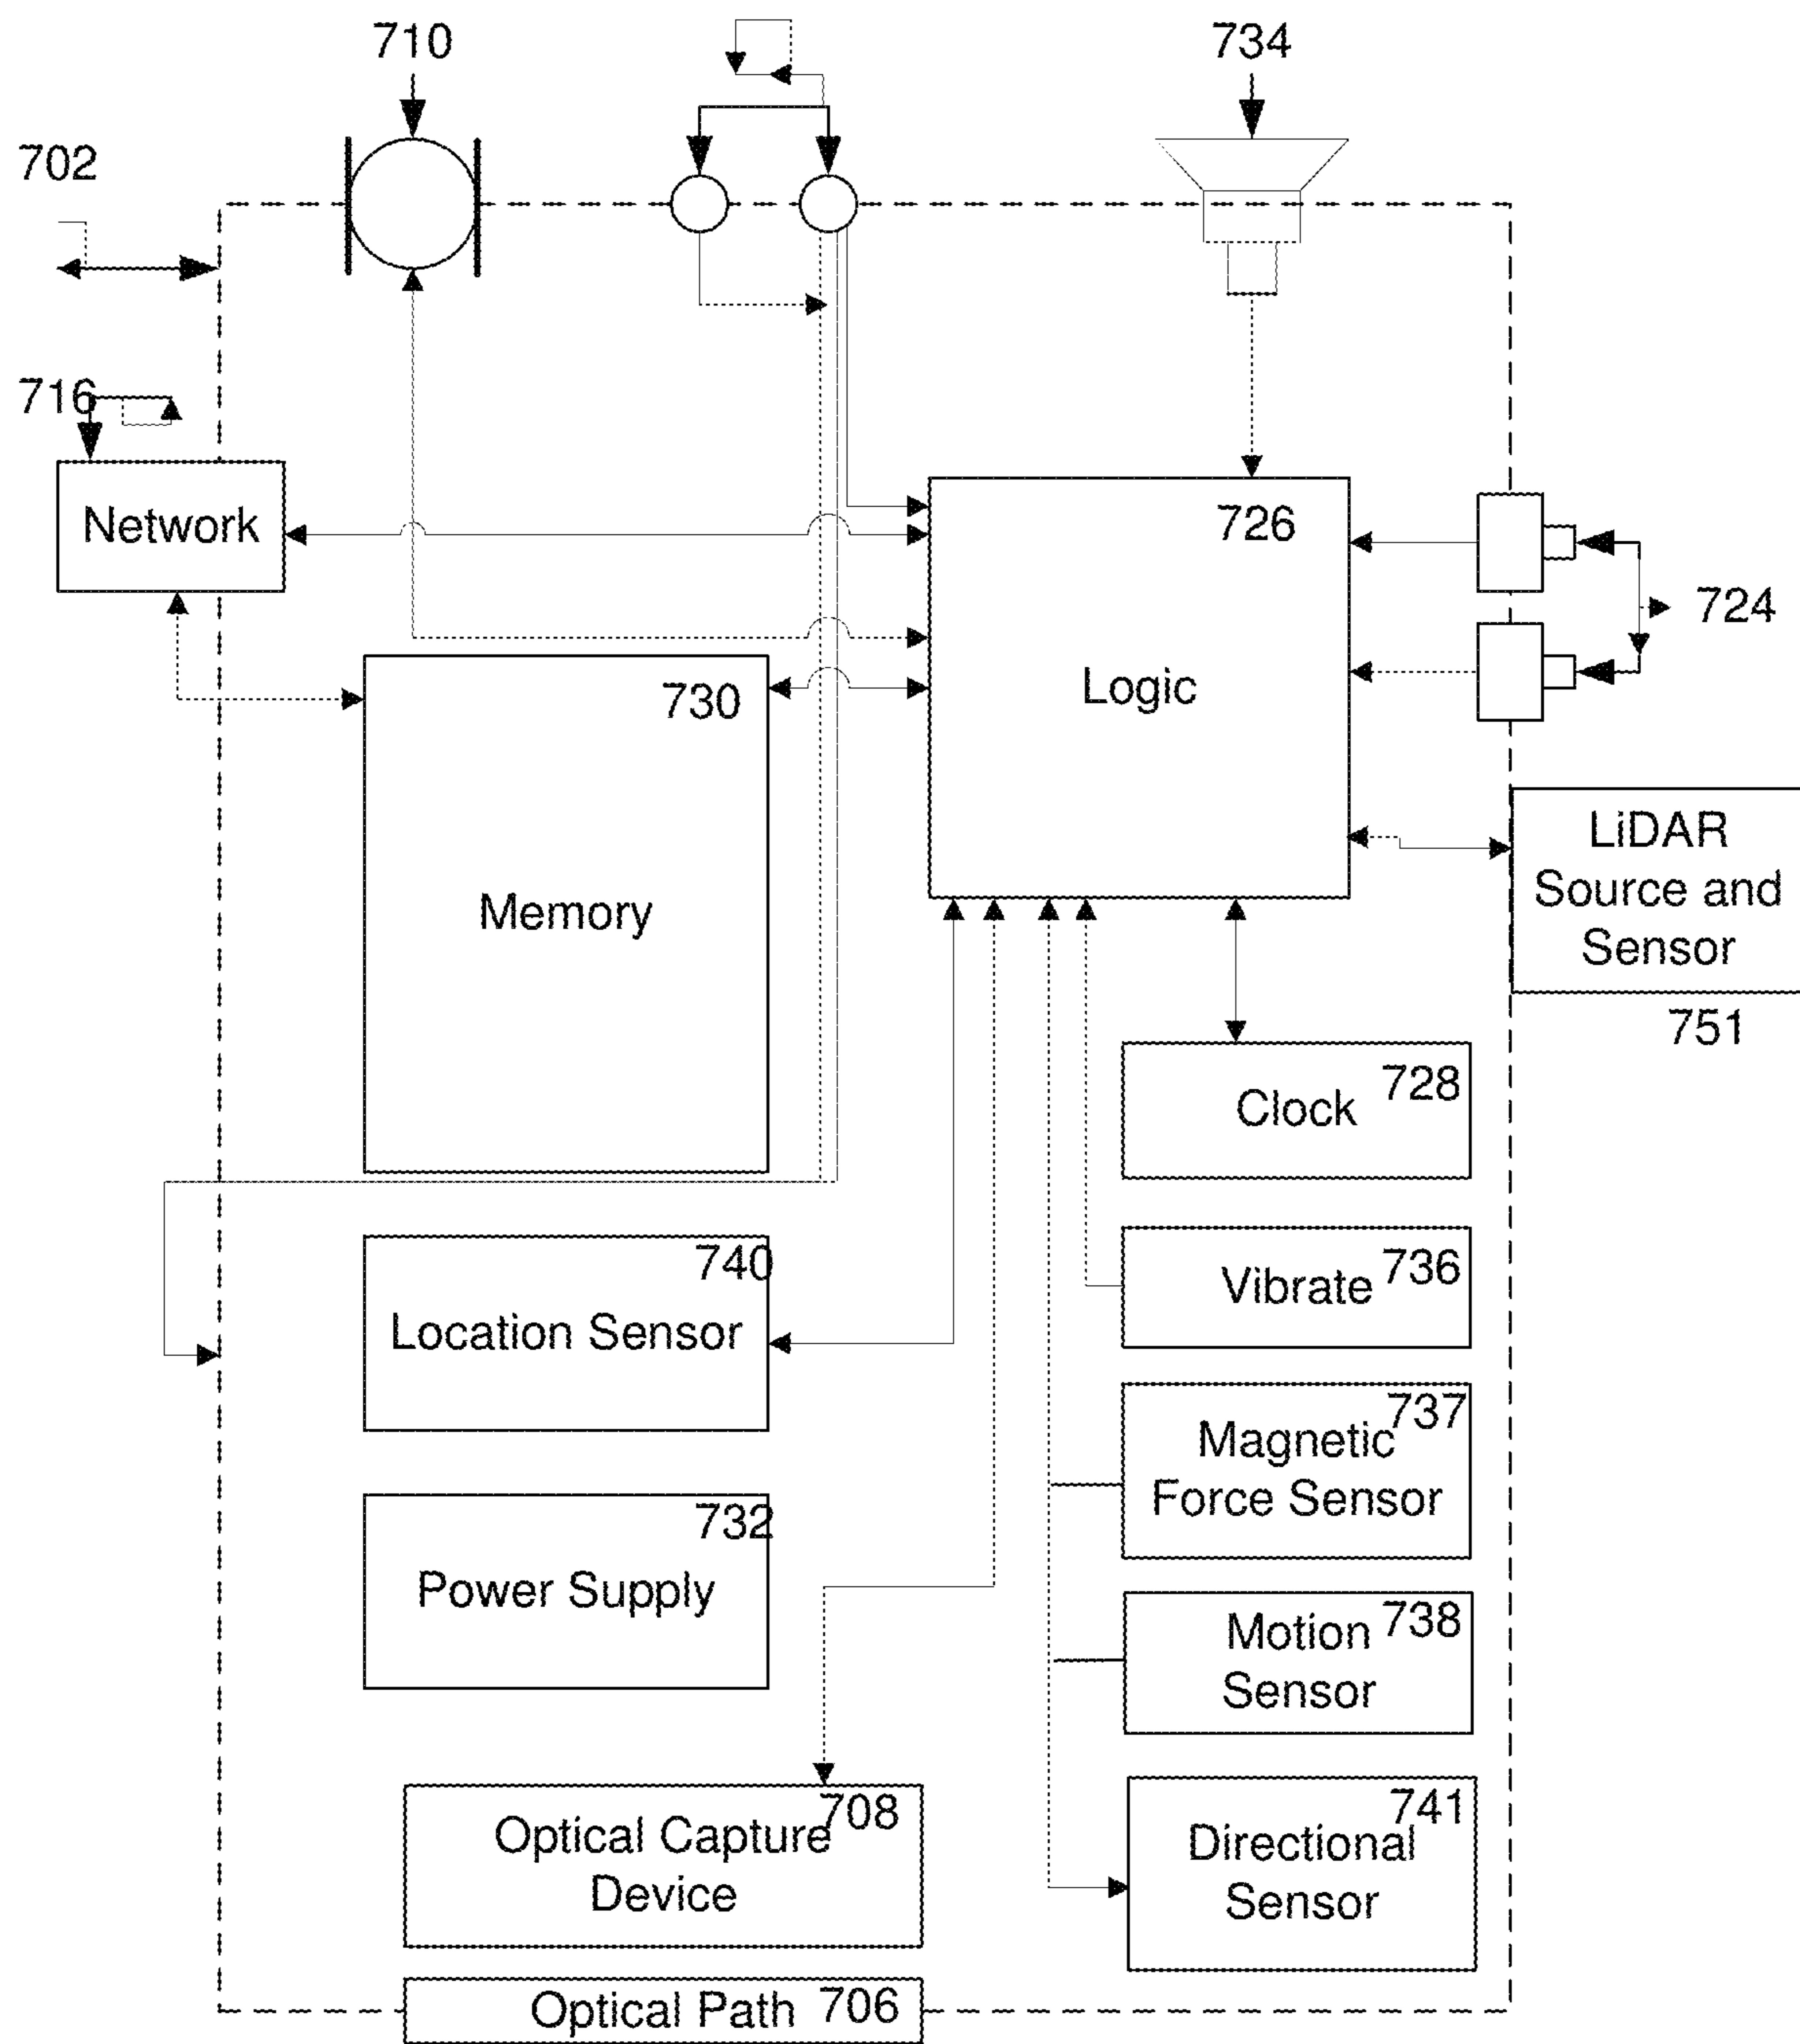 710
734
702
716
Network
726
Logic
724
730
Memory
LiDAR
Source and
Sensor
751
728
Clock
736
Vibrate
740
Location Sensor
737
Magnetic
Force Sensor
732
Power Supply
738
Motion
Sensor
708
Optical Capture
Device
741
Directional
Sensor
Optical Path 706